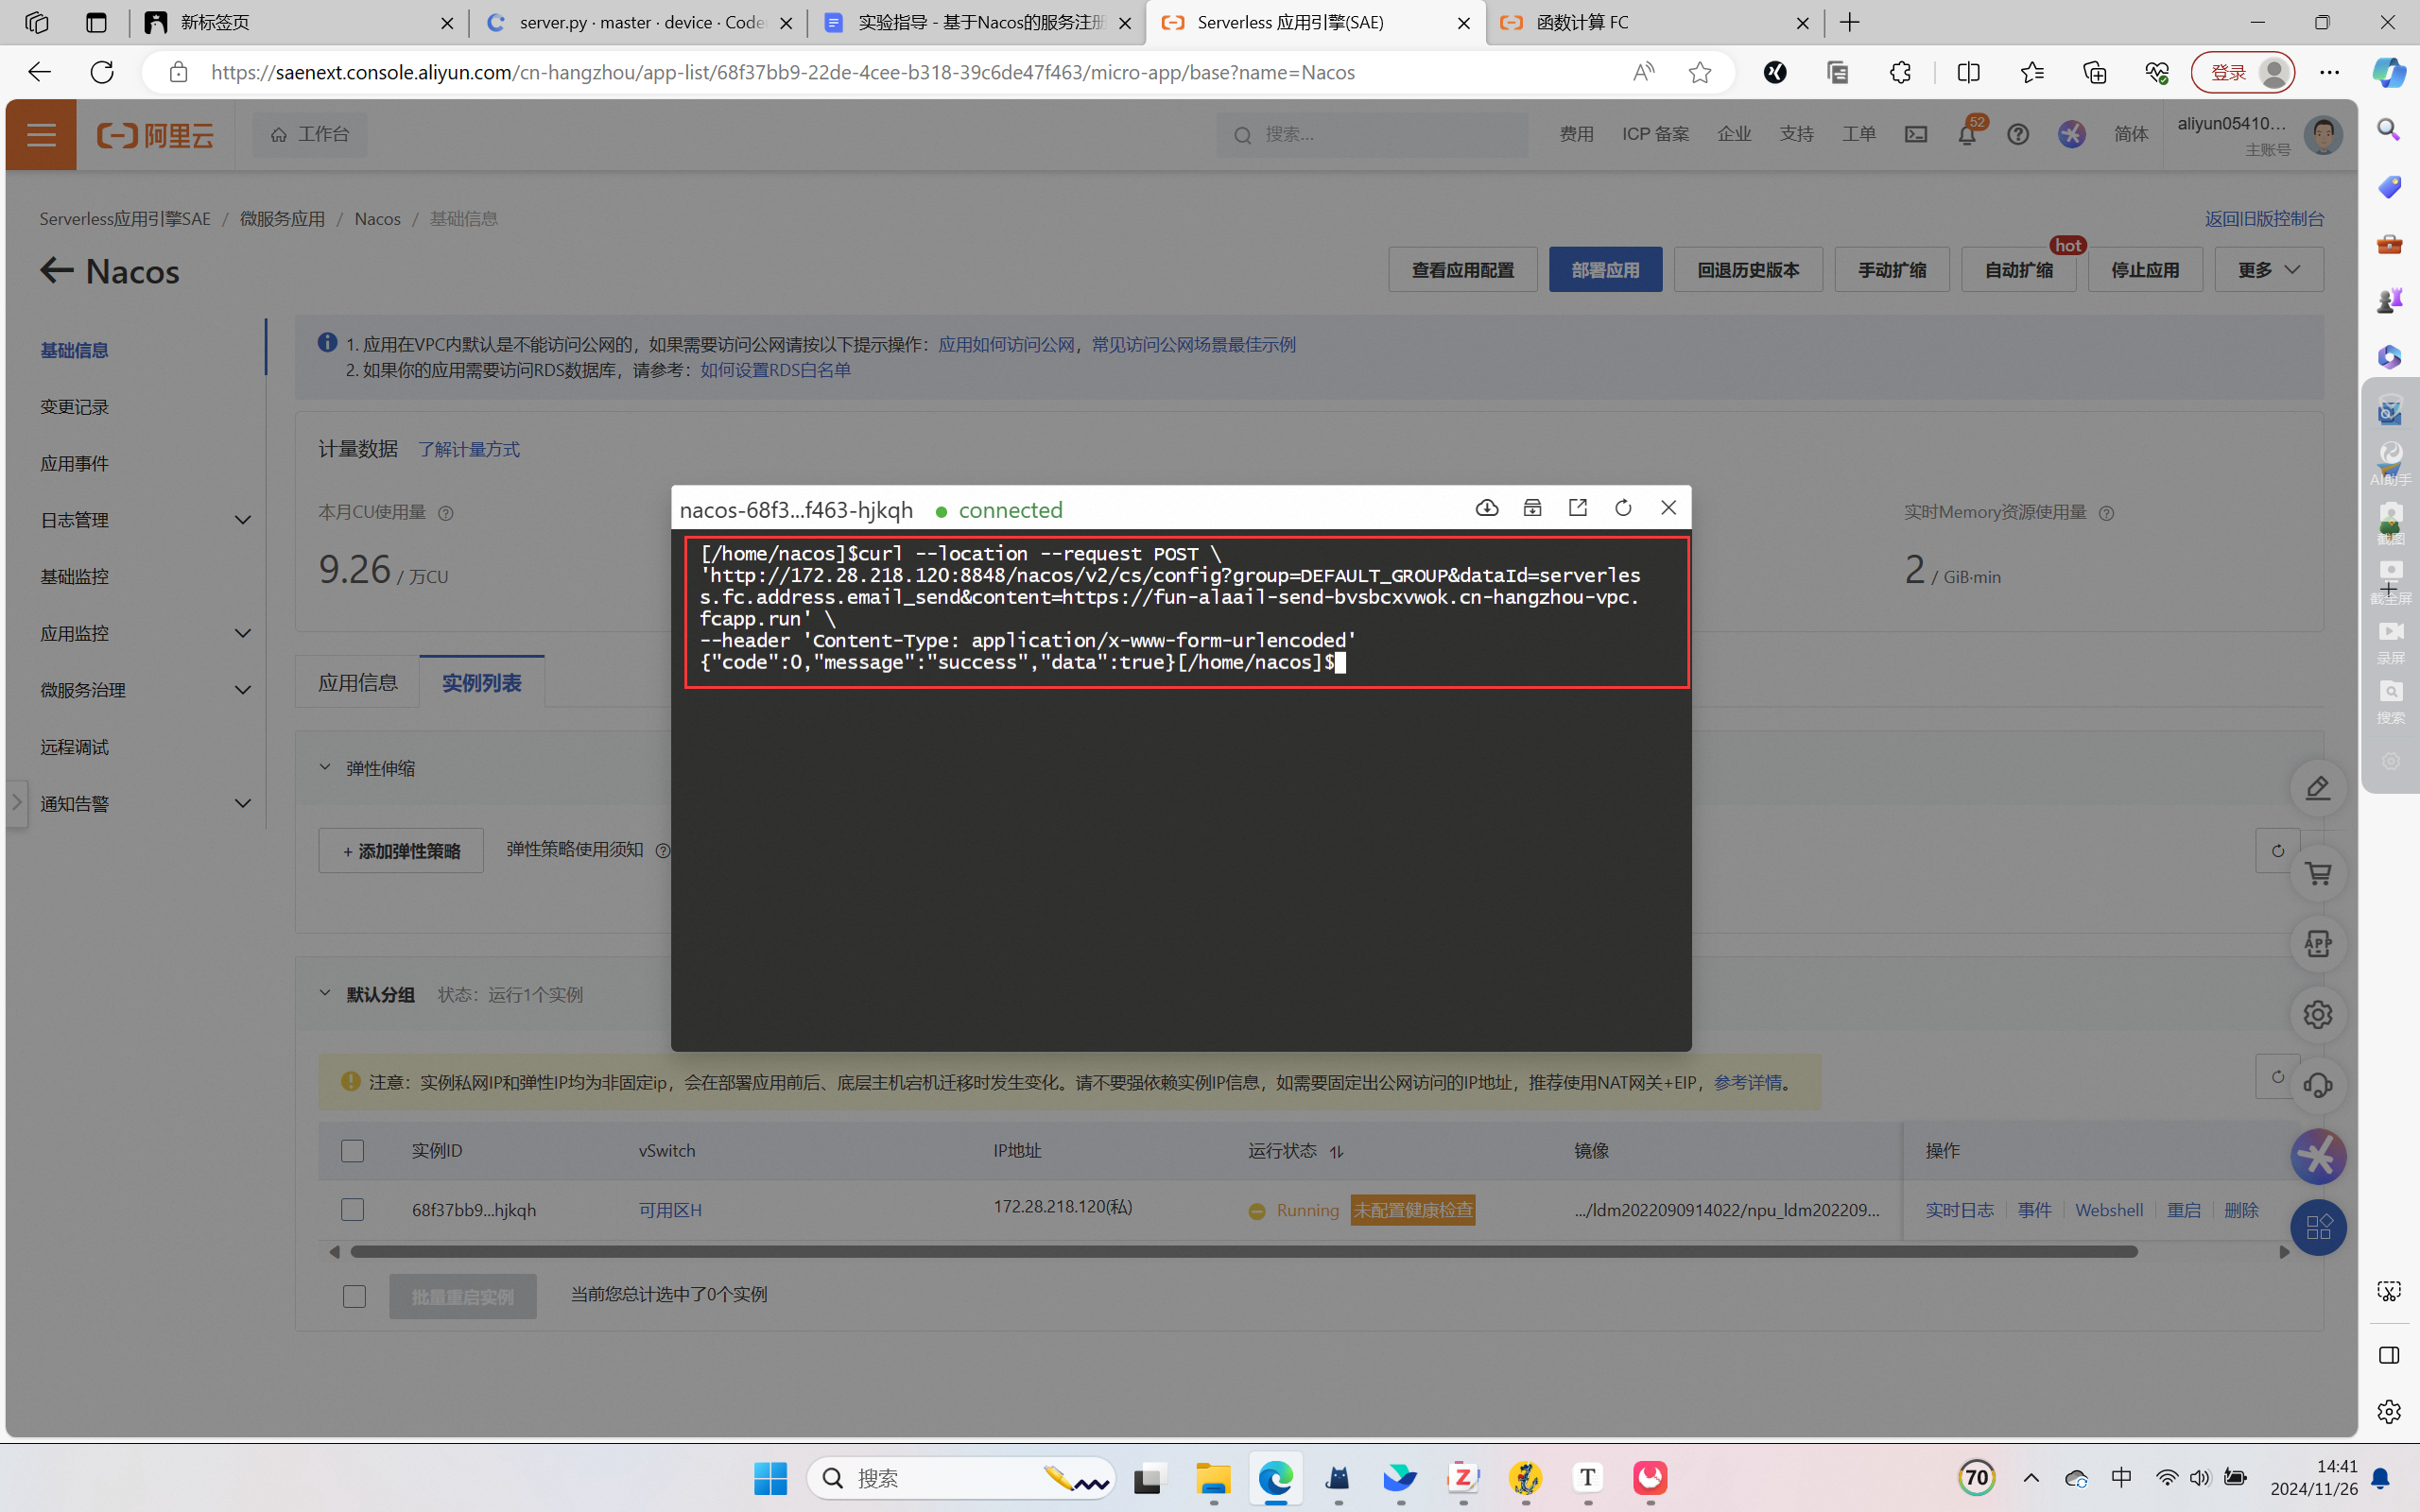 新标签页
server.py · master · device · Code
实验指导 - 基于Nacos的服务注册
Serverless 应用引擎(SAE)
函数计算 FC
https://saenext.console.aliyun.com/cn-hangzhou/app-list/68f37bb9-22de-4cee-b318-39c6de47f463/micro-app/base?name=Nacos
登录
阿里云
工作台
搜索...
费用
ICP 备案
企业
支持
工单
52
简体
aliyun05410...
主账号
Serverless应用引擎SAE / 微服务应用 / Nacos / 基础信息
返回旧版控制台
Nacos
查看应用配置
部署应用
回退历史版本
手动扩缩
自动扩缩
hot
停止应用
更多
基础信息
变更记录
应用事件
日志管理
基础监控
应用监控
微服务治理
远程调试
通知告警
1. 应用在VPC内默认是不能访问公网的，如果需要访问公网请按以下提示操作：应用如何访问公网，常见访问公网场景最佳示例
2. 如果你的应用需要访问RDS数据库，请参考：如何设置RDS白名单
计量数据 了解计量方式
本月CU使用量
9.26 / 万CU
实时Memory资源使用量
2 / GiB·min
应用信息
实例列表
弹性伸缩
+ 添加弹性策略
弹性策略使用须知
nacos-68f3...f463-hjkqh
connected
[/home/nacos]$curl --location --request POST \
'http://172.28.218.120:8848/nacos/v2/cs/config?group=DEFAULT_GROUP&dataId=serverles
s.fc.address.email_send&content=https://fun-alaail-send-bvsbcxvwok.cn-hangzhou-vpc.
fcapp.run' \
--header 'Content-Type: application/x-www-form-urlencoded'
{"code":0,"message":"success","data":true}[/home/nacos]$
默认分组 状态：运行1个实例
注意：实例私网IP和弹性IP均为非固定ip，会在部署应用前后、底层主机宕机迁移时发生变化。请不要强依赖实例IP信息，如需要固定出公网访问的IP地址，推荐使用NAT网关+EIP，参考详情。
实例ID vSwitch IP地址 运行状态 镜像 操作
68f37bb9...hjkqh 可用区H 172.28.218.120(私) Running 未配置健康检查 .../ldm2022090914022/npu_ldm202209... 实时日志 事件 Webshell 重启 删除
批量重启实例
当前您总计选中了0个实例
AI助手
截图
截全屏
录屏
搜索
APP
搜索
70
中
14:41
2024/11/26